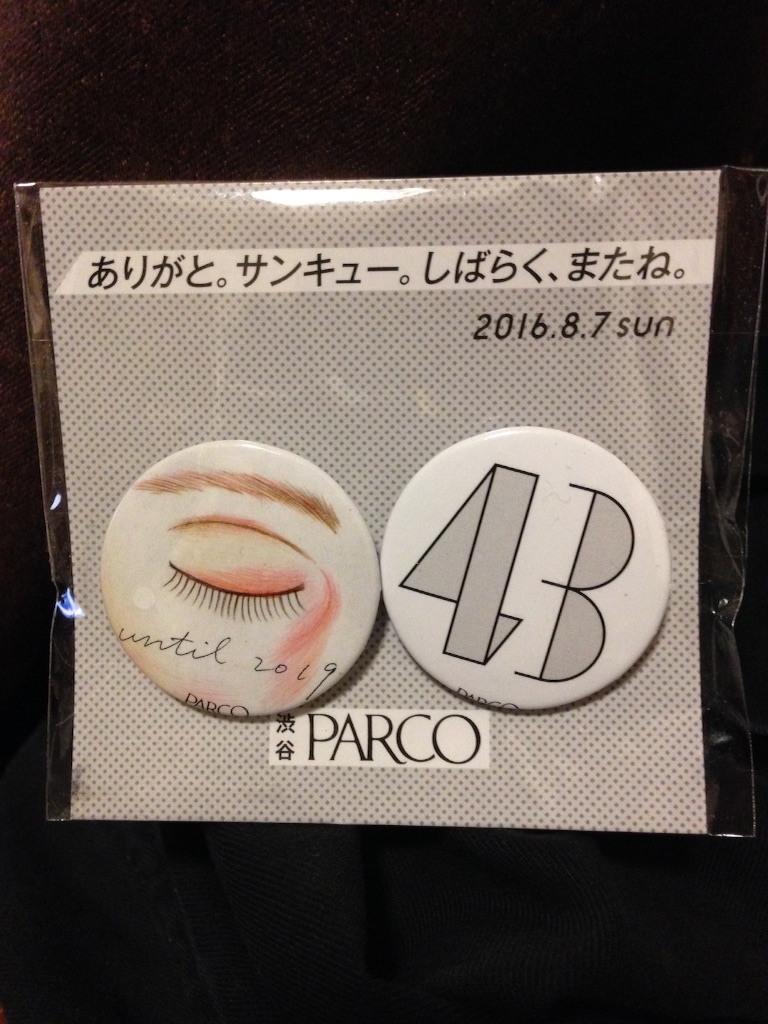 ありがと。サンキュー。しばらく、またね。
2016.8.7 sun
until 2019
PARCO
43
PARCO
渋谷 PARCO